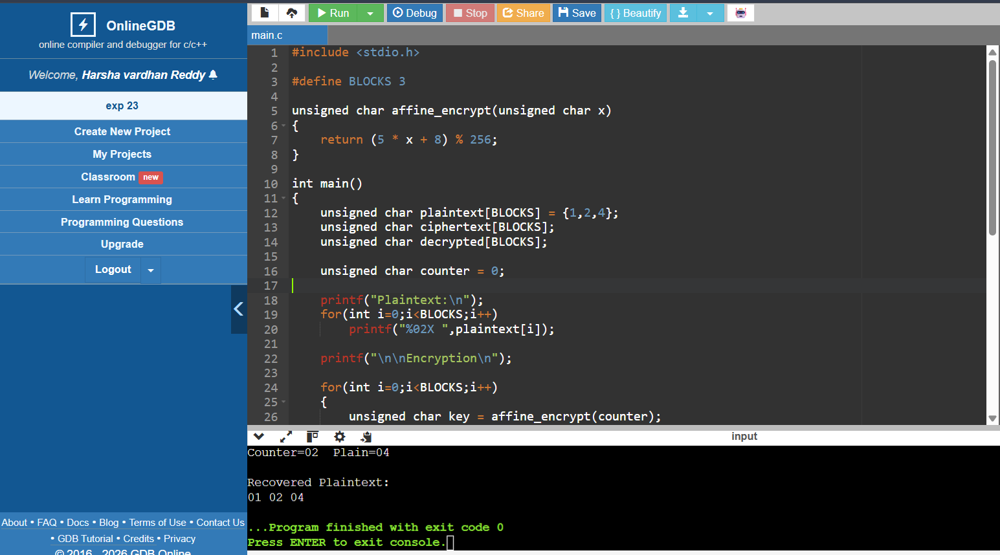 OnlineGDB
online compiler and debugger for c/c++
Welcome, Harsha vardhan Reddy
exp 23
Create New Project
My Projects
Classroom new
Learn Programming
Programming Questions
Upgrade
Logout
About • FAQ • Docs • Blog • Terms of Use • Contact Us
• GDB Tutorial • Credits • Privacy
© 2016 - 2026 GDB Online
Run Debug Stop Share Save { } Beautify
main.c
1 #include <stdio.h>
2
3 #define BLOCKS 3
4
5 unsigned char affine_encrypt(unsigned char x)
6 {
7     return (5 * x + 8) % 256;
8 }
9
10 int main()
11 {
12     unsigned char plaintext[BLOCKS] = {1,2,4};
13     unsigned char ciphertext[BLOCKS];
14     unsigned char decrypted[BLOCKS];
15
16     unsigned char counter = 0;
17
18     printf("Plaintext:\n");
19     for(int i=0;i<BLOCKS;i++)
20         printf("%02X ",plaintext[i]);
21
22     printf("\n\nEncryption\n");
23
24     for(int i=0;i<BLOCKS;i++)
25     {
26         unsigned char key = affine_encrypt(counter);
input
Counter=02  Plain=04
Recovered Plaintext:
01 02 04
...Program finished with exit code 0
Press ENTER to exit console.